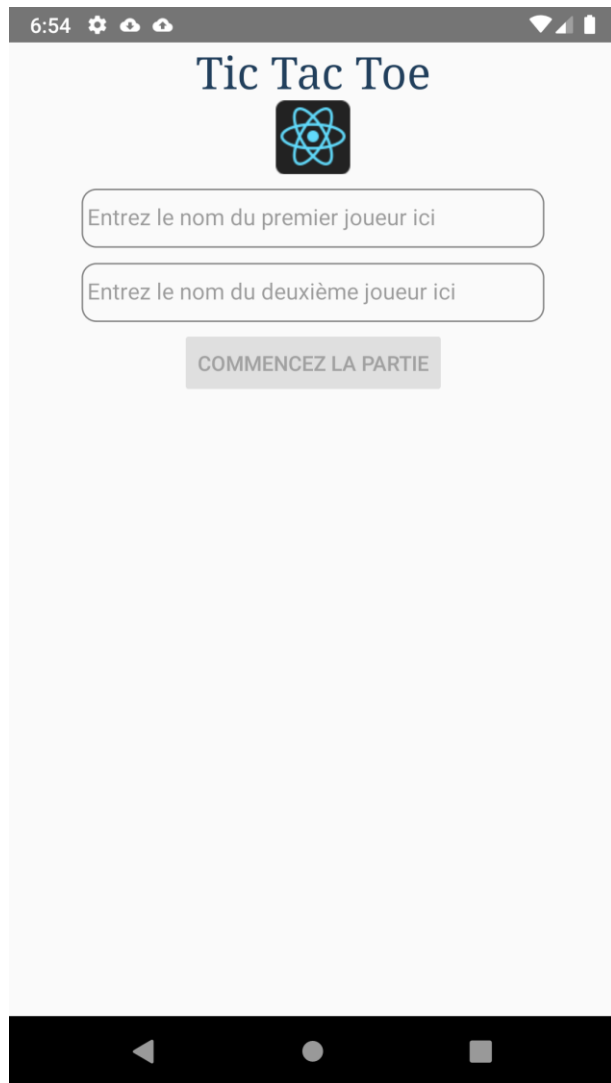 6:54
Tic Tac Toe
Entrez le nom du premier joueur ici
Entrez le nom du deuxième joueur ici
COMMENCEZ LA PARTIE